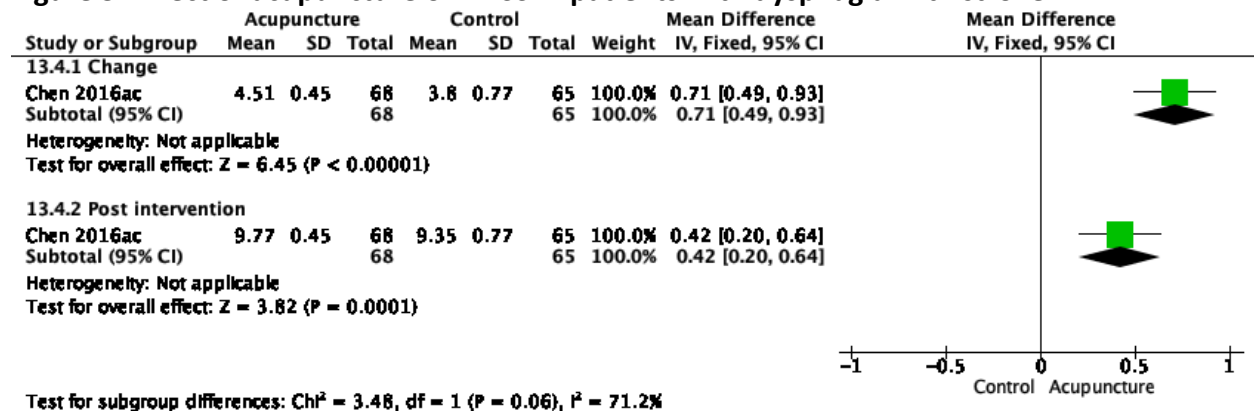 Acupuncture Control Mean Difference Mean Difference
Study or Subgroup Mean SD Total Mean SD Total Weight IV, Fixed, 95% CI IV, Fixed, 95% CI
13.4.1 Change
Chen 2016ac 4.51 0.45 68 3.8 0.77 65 100.0% 0.71 [0.49, 0.93]
Subtotal (95% CI) 68 65 100.0% 0.71 [0.49, 0.93]
Heterogeneity: Not applicable
Test for overall effect: Z = 6.45 (P < 0.00001)
13.4.2 Post intervention
Chen 2016ac 9.77 0.45 68 9.35 0.77 65 100.0% 0.42 [0.20, 0.64]
Subtotal (95% CI) 68 65 100.0% 0.42 [0.20, 0.64]
Heterogeneity: Not applicable
Test for overall effect: Z = 3.82 (P = 0.0001)
-1 -0.5 0 0.5 1
Control Acupuncture
Test for subgroup differences: Chi² = 3.48, df = 1 (P = 0.06), I² = 71.2%